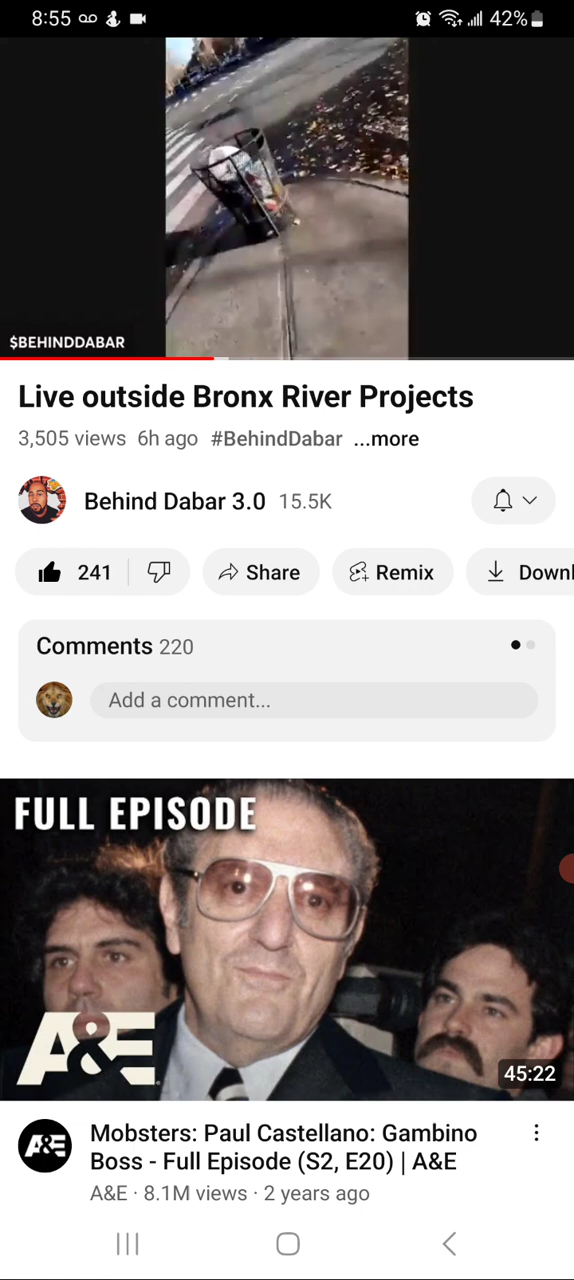 8:55 42%
$BEHINDDABAR
Live outside Bronx River Projects
3,505 views 6h ago #BehindDabar ...more
Behind Dabar 3.0 15.5K
241 Share Remix Downl
Comments 220
Add a comment...
FULL EPISODE
A&E
45:22
A&E
Mobsters: Paul Castellano: Gambino
Boss - Full Episode (S2, E20) | A&E
A&E · 8.1M views · 2 years ago